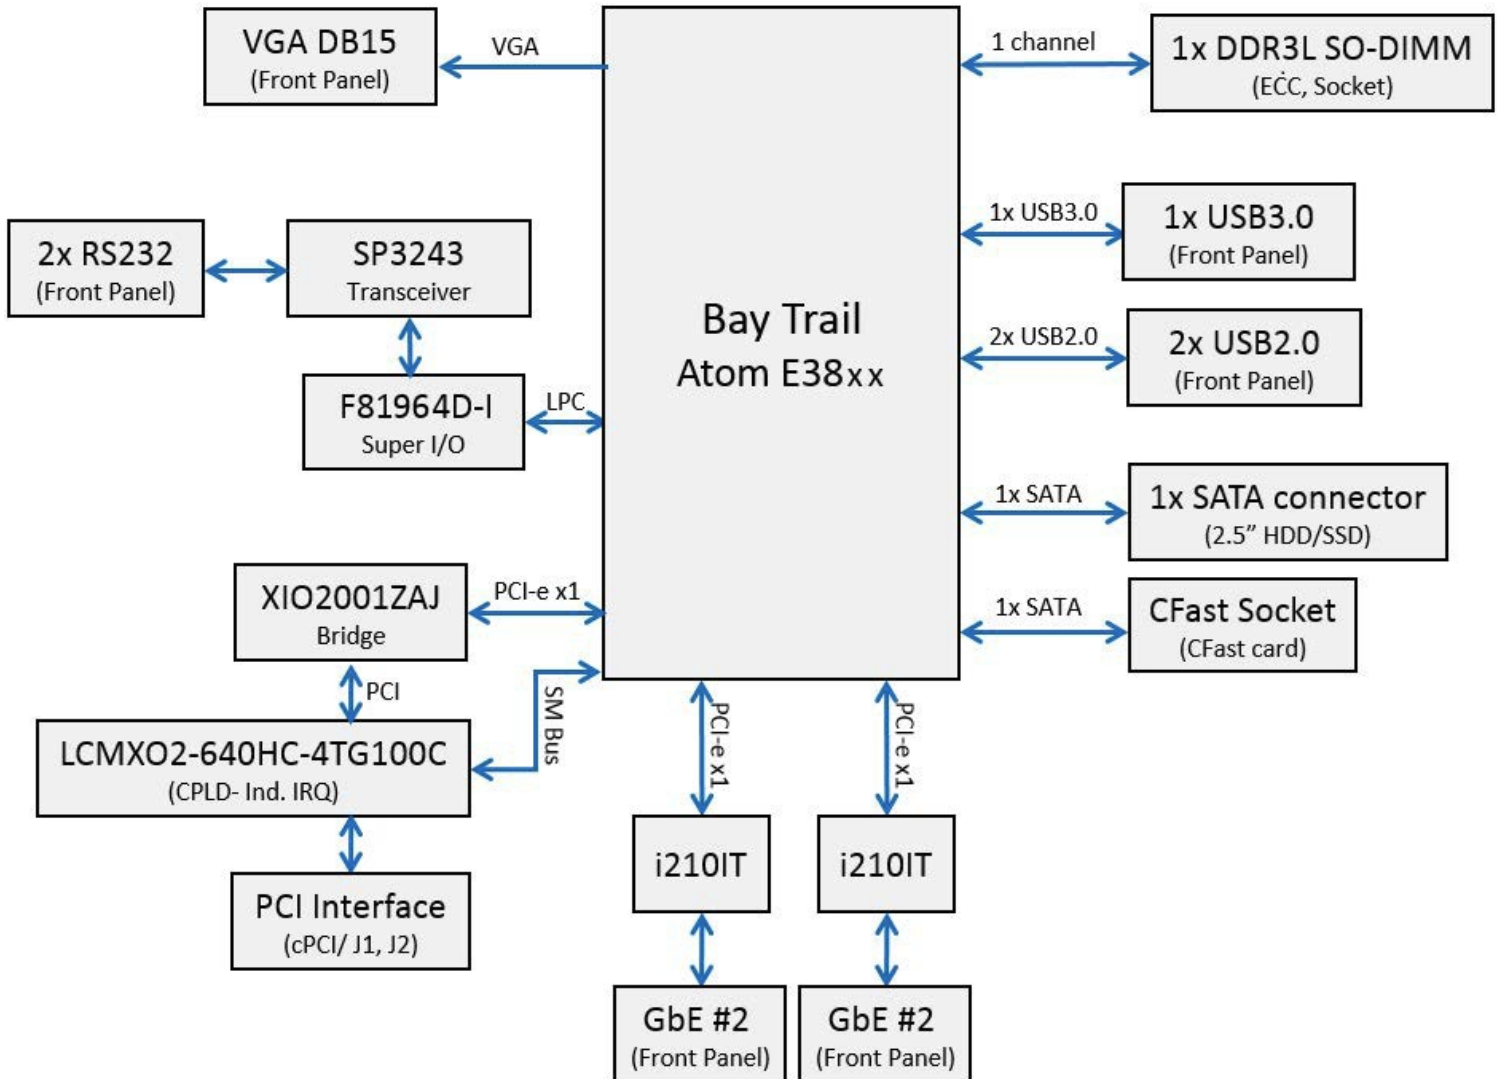 VGA DB15
(Front Panel)
VGA
1 channel
1x DDR3L SO-DIMM
(ECC, Socket)
1x USB3.0
1x USB3.0
(Front Panel)
2x RS232
(Front Panel)
SP3243
Transceiver
Bay Trail
Atom E38xx
2x USB2.0
2x USB2.0
(Front Panel)
F81964D-I
Super I/O
LPC
1x SATA
1x SATA connector
(2.5” HDD/SSD)
XIO2001ZAJ
Bridge
PCI-e x1
1x SATA
CFast Socket
(CFast card)
PCI
SM Bus
PCI-e x1
PCI-e x1
LCMXO2-640HC-4TG100C
(CPLD- Ind. IRQ)
i210IT
i210IT
PCI Interface
(cPCI/ J1, J2)
GbE #2
(Front Panel)
GbE #2
(Front Panel)